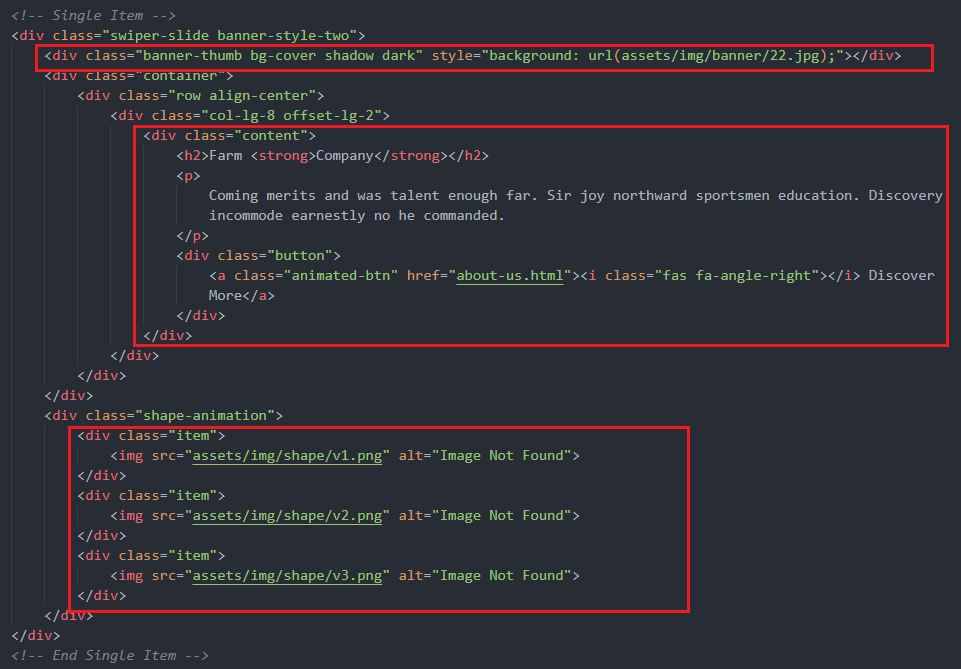 <!-- Single Item -->
<div class="swiper-slide banner-style-two">
<div class="banner-thumb bg-cover shadow dark" style="background: url(assets/img/banner/22.jpg);"></div>
<div class="container">
<div class="row align-center">
<div class="col-lg-8 offset-lg-2">
<div class="content">
<h2>Farm <strong>Company</strong></h2>
<p>
Coming merits and was talent enough far. Sir joy northward sportsmen education. Discovery
incommode earnestly no he commanded.
</p>
<div class="button">
<a class="animated-btn" href="about-us.html"><i class="fas fa-angle-right"></i> Discover
More</a>
</div>
</div>
</div>
</div>
</div>
<div class="shape-animation">
<div class="item">
<img src="assets/img/shape/v1.png" alt="Image Not Found">
</div>
<div class="item">
<img src="assets/img/shape/v2.png" alt="Image Not Found">
</div>
<div class="item">
<img src="assets/img/shape/v3.png" alt="Image Not Found">
</div>
</div>
</div>
<!-- End Single Item -->